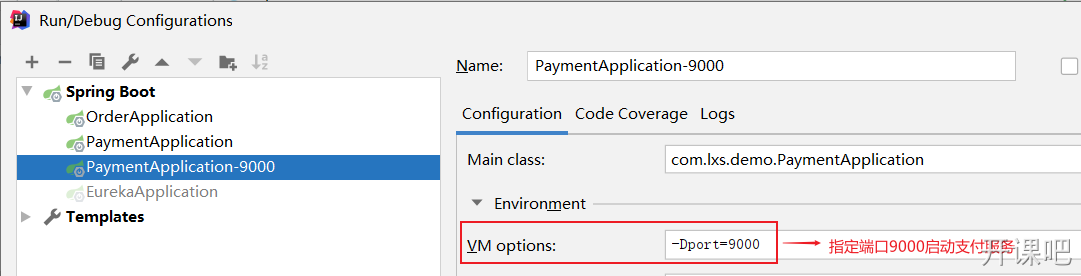 Run/Debug Configurations
Name:
PaymentApplication-9000
Spring Boot
OrderApplication
PaymentApplication
PaymentApplication-9000
EurekaApplication
Templates
Configuration Code Coverage Logs
Main class:
com.lxs.demo.PaymentApplication
Environment
VM options:
-Dport=9000
指定端口9000启动支付服务
开课吧